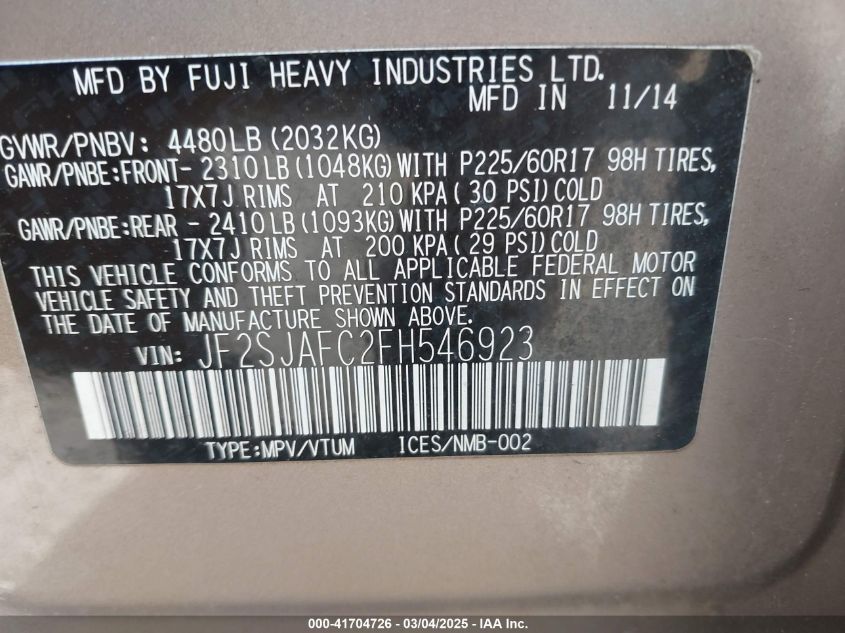 MFD BY FUJI HEAVY INDUSTRIES LTD.
MFD IN 11/14
GVWR/PNBV: 4480LB (2032KG)
GAWR/PNBE:FRONT- 2310 LB (1048KG) WITH P225/60R17 98H TIRES,
17X7J RIMS AT 210 KPA ( 30 PSI) COLD
GAWR/PNBE:REAR - 2410 LB (1093KG) WITH P225/60R17 98H TIRES,
17X7J RIMS AT 200 KPA ( 29 PSI) COLD
THIS VEHICLE CONFORMS TO ALL APPLICABLE FEDERAL MOTOR
VEHICLE SAFETY AND THEFT PREVENTION STANDARDS IN EFFECT ON
THE DATE OF MANUFACTURE SHOWN ABOVE.
VIN: JF2SJAFC2FH546923
TYPE:MPV/VTUM ICES/NMB-002
000-41704726 - 03/04/2025 - IAA Inc.